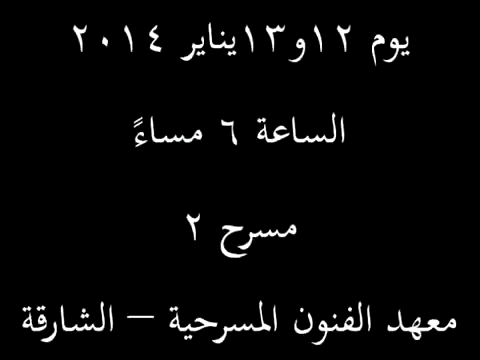 يوم ١٢و١٣يناير ٢٠١٤
الساعة ٦ مساءً
مسرح ٢
معهد الفنون المسرحية – الشارقة